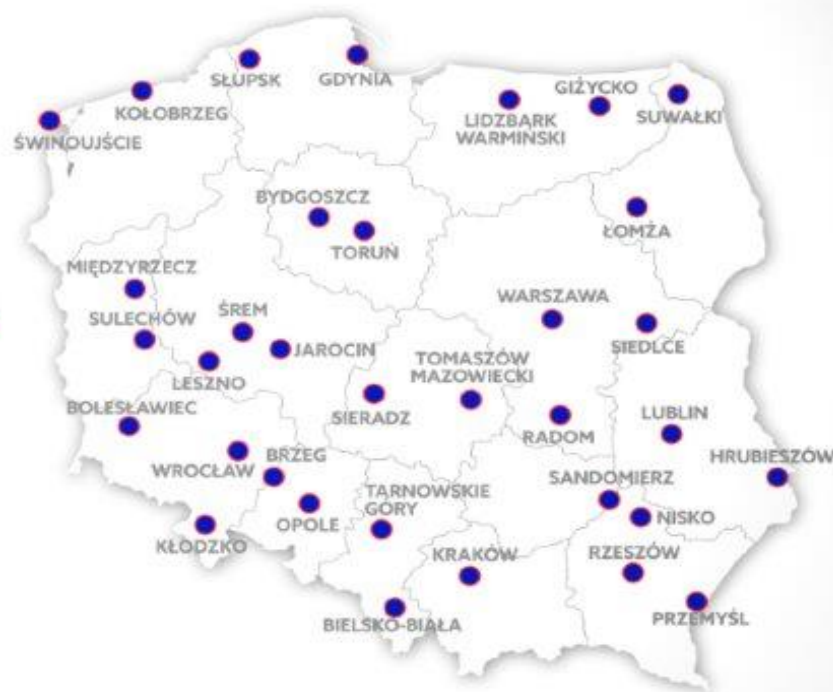 SŁUPSK
GDYNIA
KOŁOBRZEG
ŚWINOUJŚCIE
GIŻYCKO
LIDZBARK
WARMIŃSKI
SUWAŁKI
BYDGOSZCZ
TORUŃ
ŁOMŻA
MIĘDZYRZECZ
SULECHÓW
ŚREM
JAROCIN
LESZNO
WARSZAWA
SIEDLCE
TOMASZÓW
MAZOWIECKI
SIERADZ
RADOM
BOLESŁAWIEC
WROCŁAW
BRZEG
LUBLIN
HRUBIESZÓW
SANDOMIERZ
NISKO
TARNOWSKIE
GÓRY
OPOLE
KŁODZKO
KRAKÓW
RZESZÓW
PRZEMYŚL
BIELSKO-BIAŁA